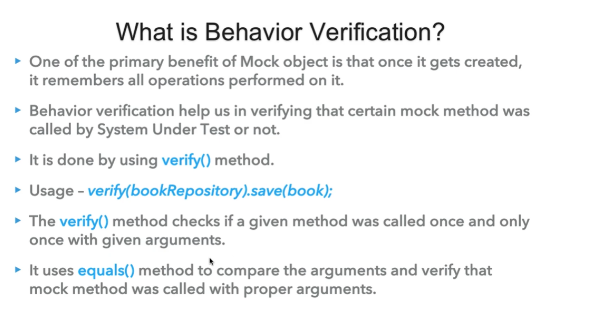 What is Behavior Verification?
▸ One of the primary benefit of Mock object is that once it gets created,
it remembers all operations performed on it.
▸ Behavior verification help us in verifying that certain mock method was
called by System Under Test or not.
▸ It is done by using verify() method.
▸ Usage – verify(bookRepository).save(book);
▸ The verify() method checks if a given method was called once and only
once with given arguments.
▸ It uses equals() method to compare the arguments and verify that
mock method was called with proper arguments.